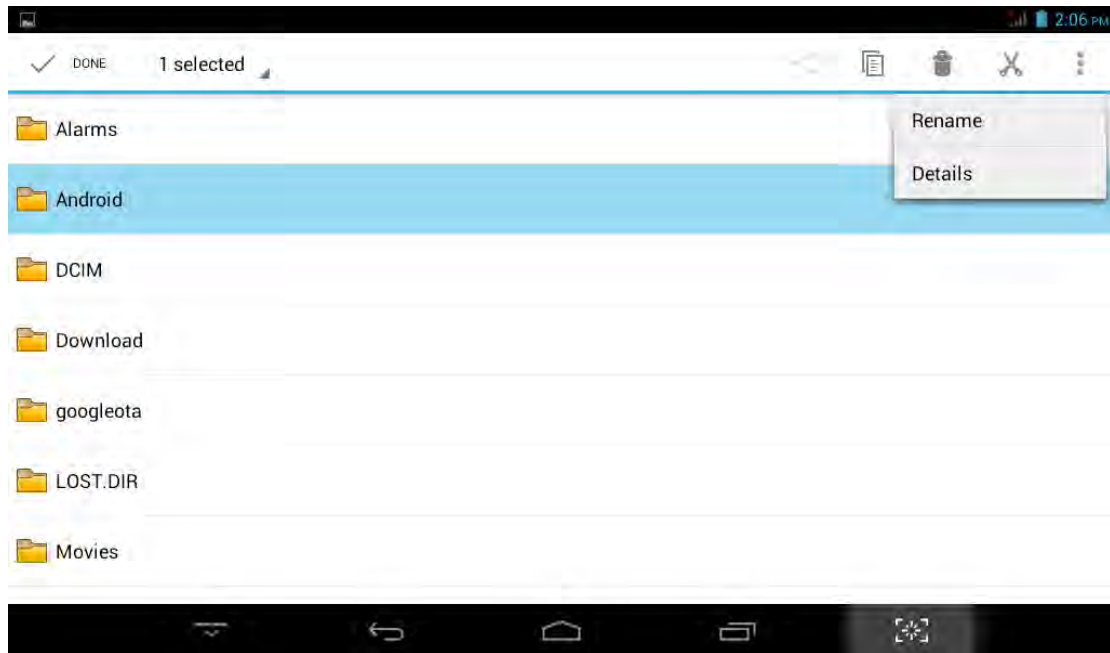 2:06 PM
DONE 1 selected
Rename
Details
Alarms
Android
DCIM
Download
googleota
LOST.DIR
Movies